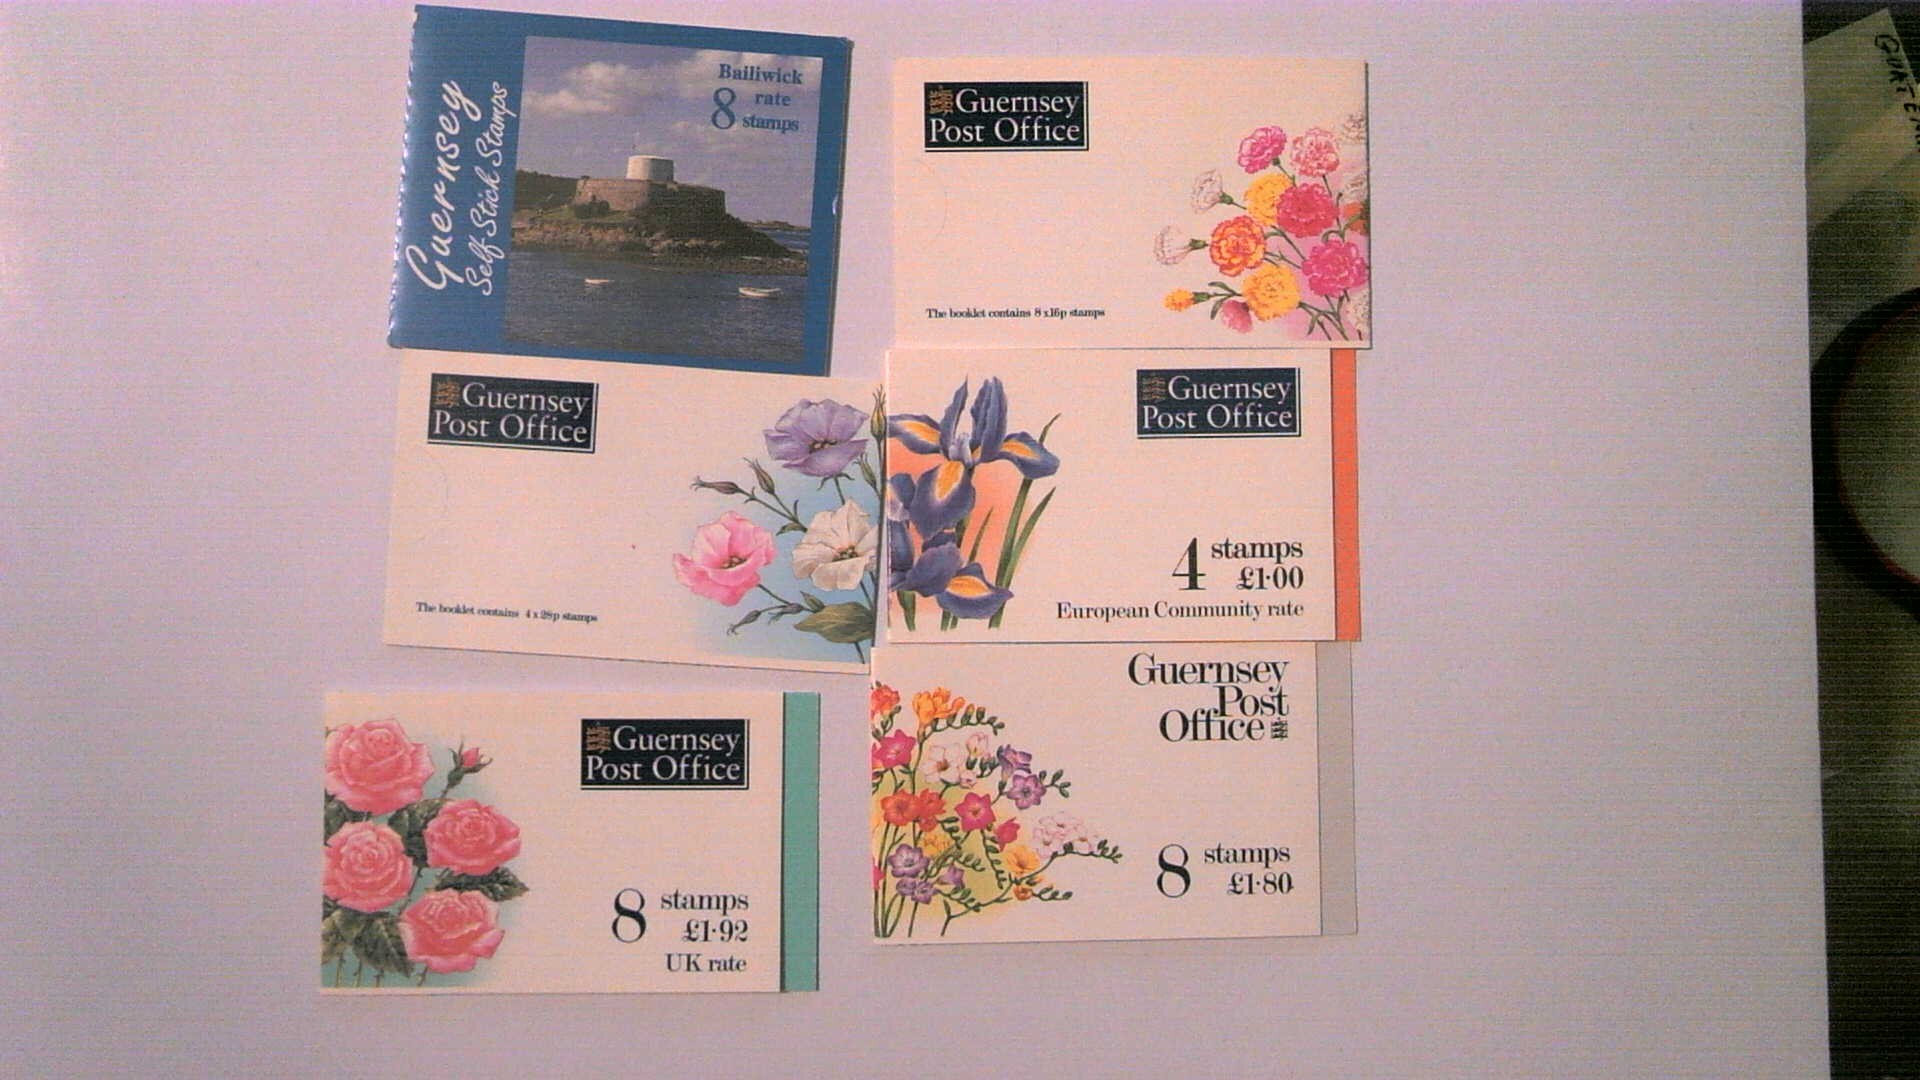 Guernsey
Self Stick Stamps
Bailiwick
rate
8 stamps
Guernsey
Post Office
The booklet contains 8 x 16p stamps
Guernsey
Post Office
The booklet contains 4 x 28p stamps
Guernsey
Post Office
4 stamps
£1·00
European Community rate
Guernsey
Post Office
8 stamps
£1·92
UK rate
Guernsey
Post
Office
8 stamps
£1·80